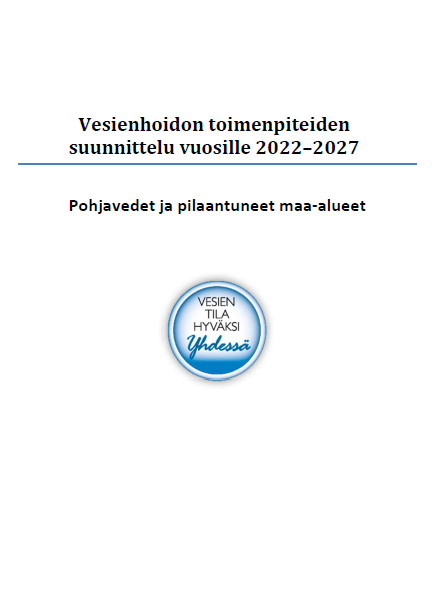 Vesienhoidon toimenpiteiden
suunnittelu vuosille 2022–2027
Pohjavedet ja pilaantuneet maa-alueet
VESIEN
TILA
HYVÄKSI
Yhdessä